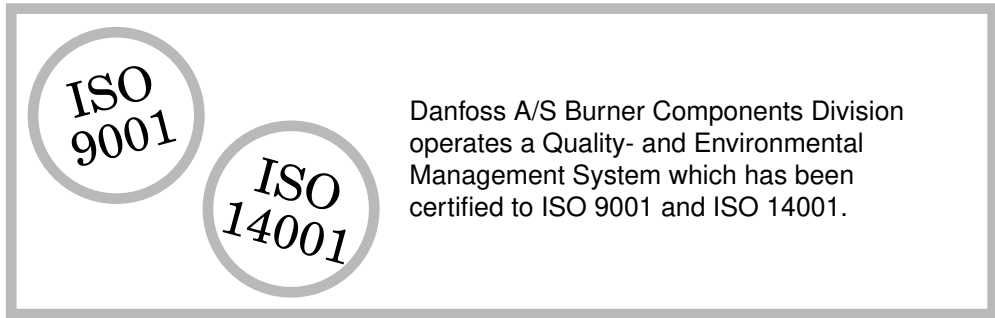 ISO
9001
ISO
14001
Danfoss A/S Burner Components Division
operates a Quality- and Environmental
Management System which has been
certified to ISO 9001 and ISO 14001.